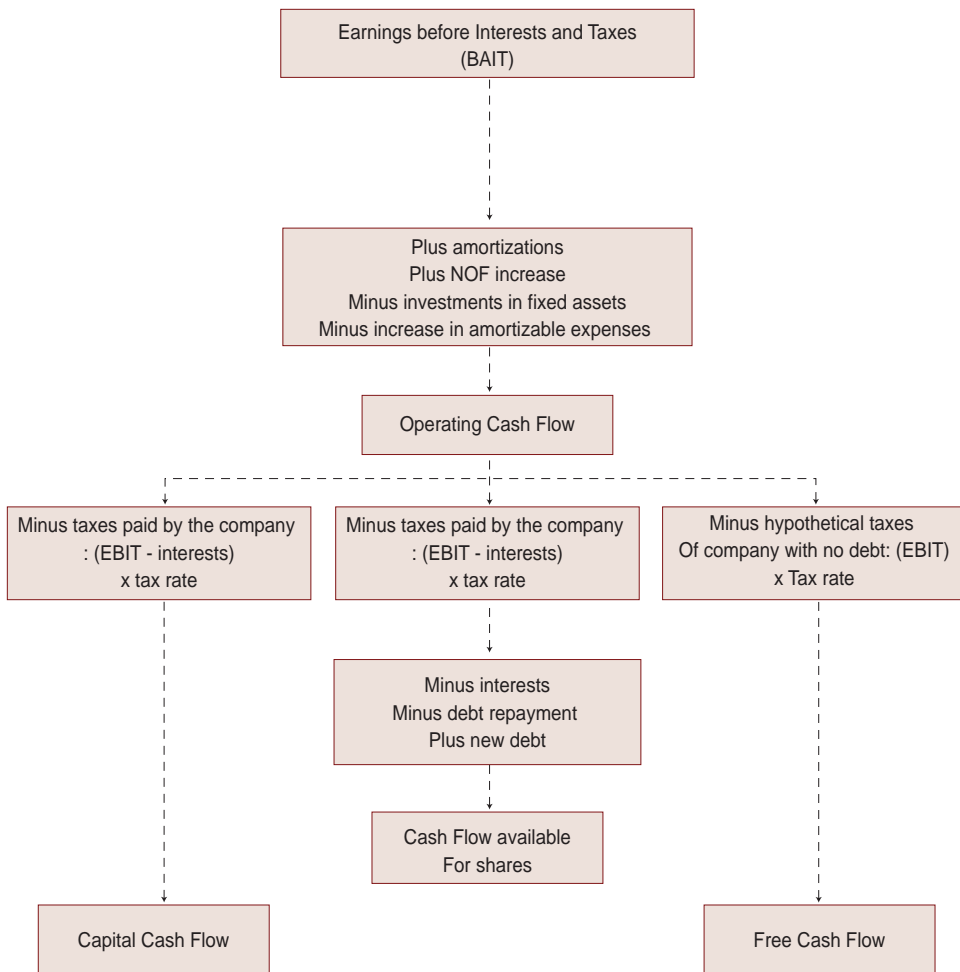 Earnings before Interests and Taxes
(BAIT)
Plus amortizations
Plus NOF increase
Minus investments in fixed assets
Minus increase in amortizable expenses
Operating Cash Flow
Minus taxes paid by the company
: (EBIT - interests)
x tax rate
Minus taxes paid by the company
: (EBIT - interests)
x tax rate
Minus hypothetical taxes
Of company with no debt: (EBIT)
x Tax rate
Minus interests
Minus debt repayment
Plus new debt
Cash Flow available
For shares
Capital Cash Flow
Free Cash Flow